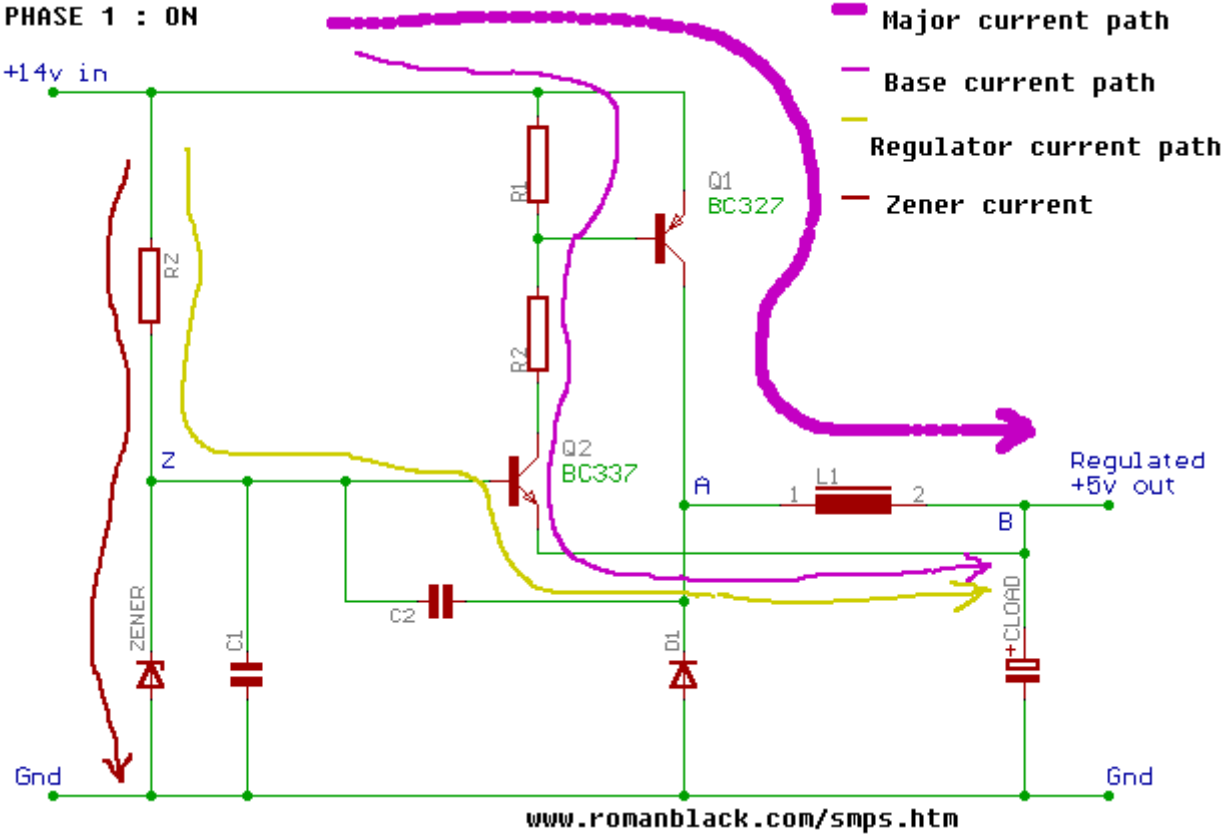 PHASE 1 : ON
Major current path
+14v in
Base current path
Regulator current path
Zener current
R1
Q1
BC327
R2
R2
Z
Q2
BC337
A
L1
1
2
Regulated
+5v out
B
ZENER
C1
C2
D1
+CLOAD
Gnd
Gnd
www.romanblack.com/smps.htm